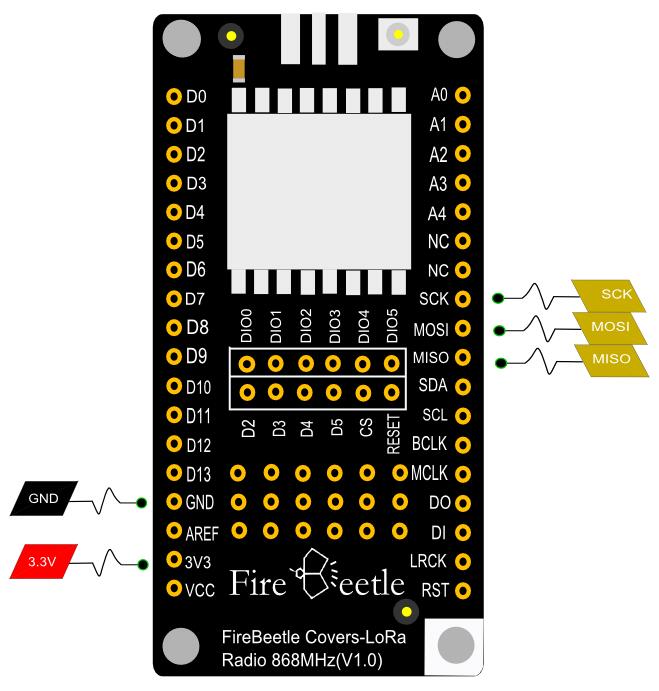 D0
D1
D2
D3
D4
D5
D6
D7
D8
D9
D10
D11
D12
D13
GND
AREF
3V3
VCC
A0
A1
A2
A3
A4
NC
NC
SCK
MOSI
MISO
SDA
SCL
BCLK
MCLK
DO
DI
LRCK
RST
DIO0 DIO1 DIO2 DIO3 DIO4 DIO5
D2 D3 D4 D5 CS RESET
SCK
MOSI
MISO
GND
3.3V
Fire Beetle
FireBeetle Covers-LoRa
Radio 868MHz(V1.0)